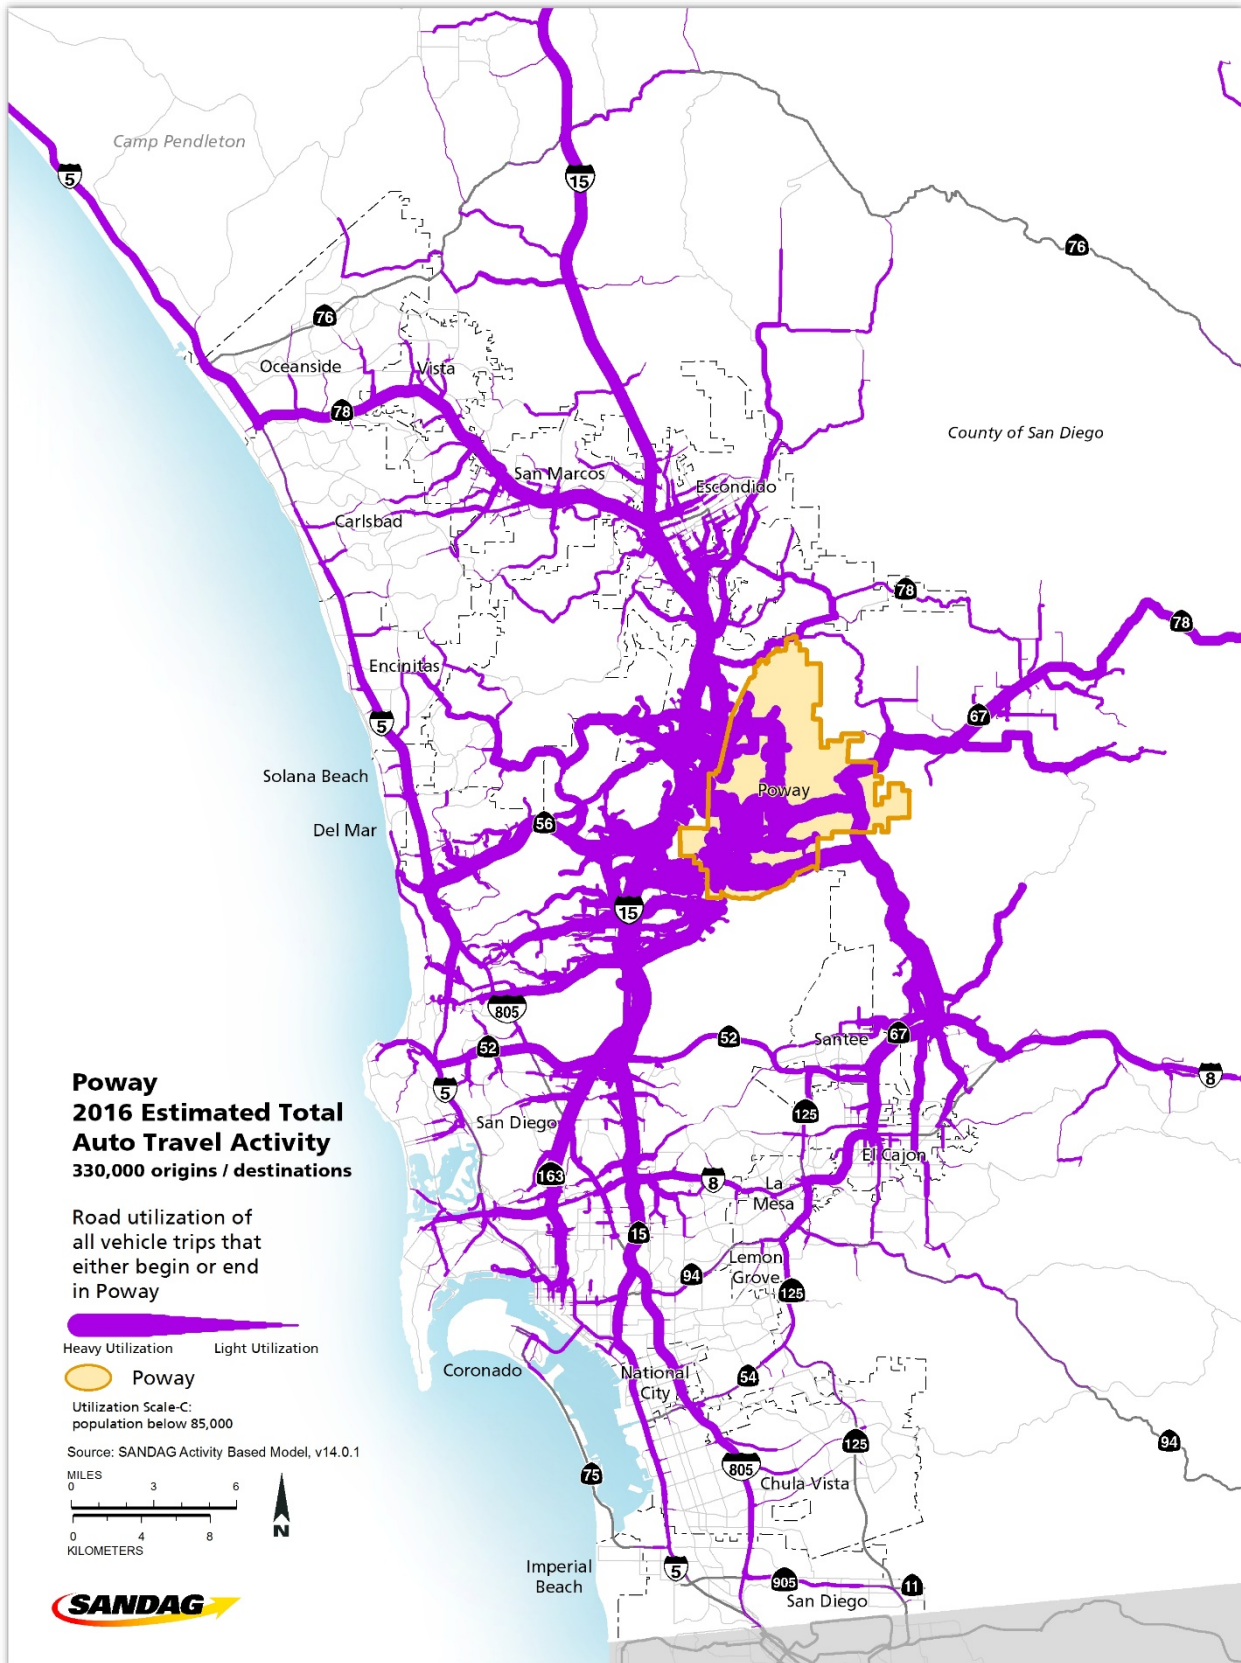 Camp Pendleton
5
15
76
76
Oceanside
Vista
78
County of San Diego
San Marcos
Escondido
Carlsbad
78
78
Encinitas
5
67
Solana Beach
Poway
Del Mar
56
15
805
52
52
Santee
67
5
8
Poway
2016 Estimated Total
Auto Travel Activity
330,000 origins / destinations
125
San Diego
El Cajon
163
8
La
Mesa
Road utilization of
all vehicle trips that
either begin or end
in Poway
15
Lemon
Grove
94
125
Heavy Utilization
Light Utilization
Poway
Coronado
National
City
54
Utilization Scale-C:
population below 85,000
Source: SANDAG Activity Based Model, v14.0.1
125
94
MILES
0 3 6
75
805
Chula Vista
N
0 4 8
KILOMETERS
Imperial
Beach
5
905
11
San Diego
SANDAG